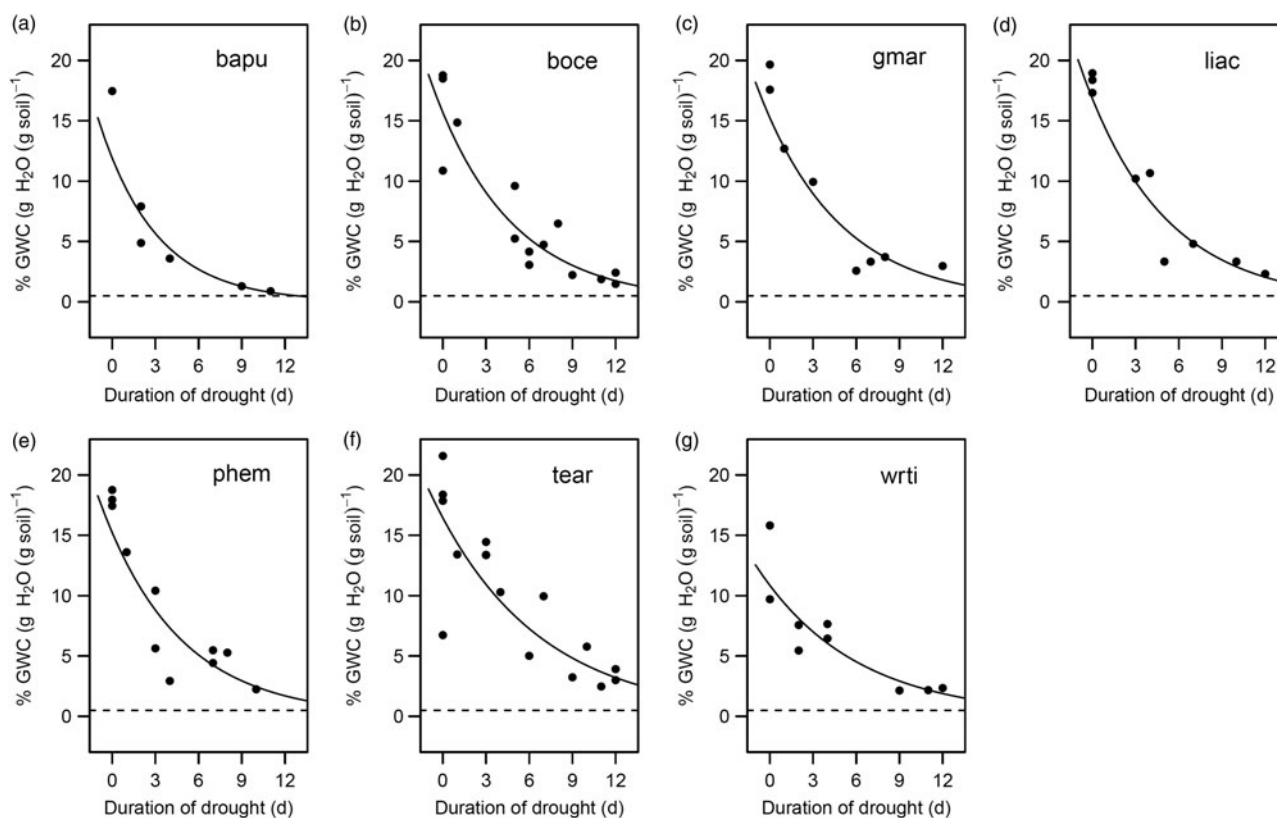 (a)
bapu
% GWC (g H₂O (g soil)⁻¹)
20
15
10
5
0
0 3 6 9 12
Duration of drought (d)
(b)
boce
% GWC (g H₂O (g soil)⁻¹)
20
15
10
5
0
0 3 6 9 12
Duration of drought (d)
(c)
gmar
% GWC (g H₂O (g soil)⁻¹)
20
15
10
5
0
0 3 6 9 12
Duration of drought (d)
(d)
liac
% GWC (g H₂O (g soil)⁻¹)
20
15
10
5
0
0 3 6 9 12
Duration of drought (d)
(e)
phem
% GWC (g H₂O (g soil)⁻¹)
20
15
10
5
0
0 3 6 9 12
Duration of drought (d)
(f)
tear
% GWC (g H₂O (g soil)⁻¹)
20
15
10
5
0
0 3 6 9 12
Duration of drought (d)
(g)
wrti
% GWC (g H₂O (g soil)⁻¹)
20
15
10
5
0
0 3 6 9 12
Duration of drought (d)